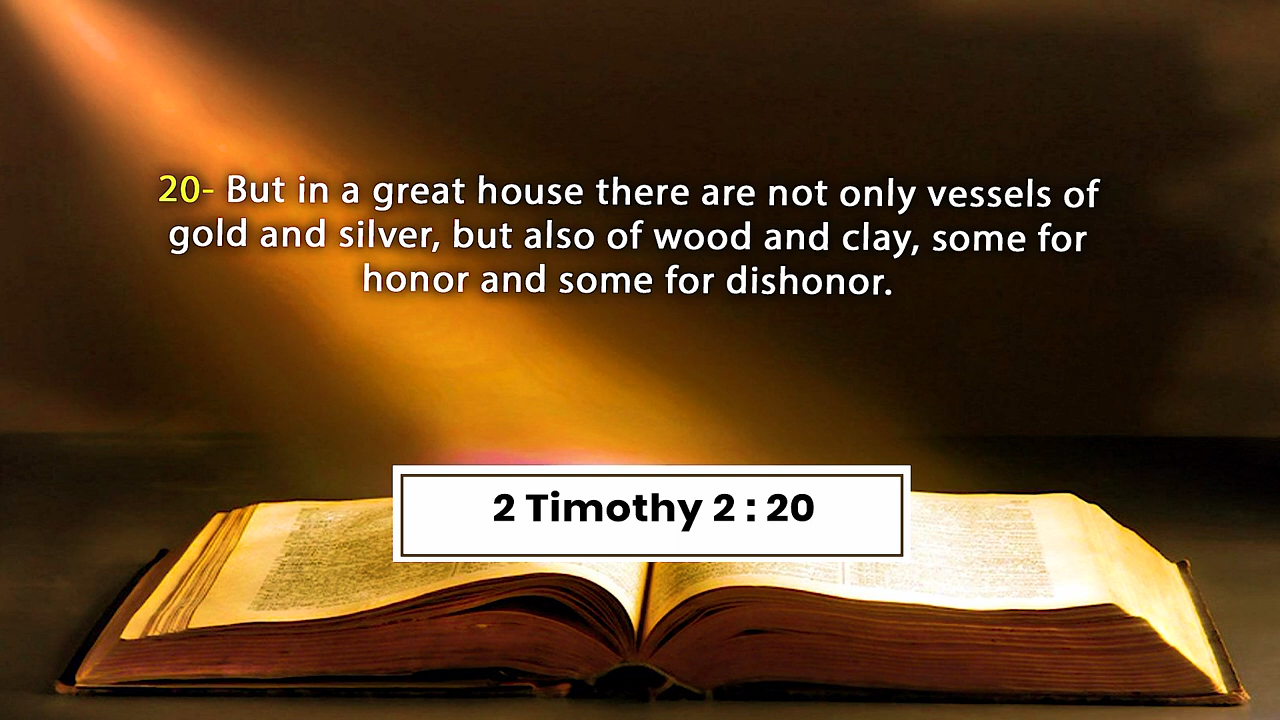 20- But in a great house there are not only vessels of
gold and silver, but also of wood and clay, some for
honor and some for dishonor.
2 Timothy 2 : 20